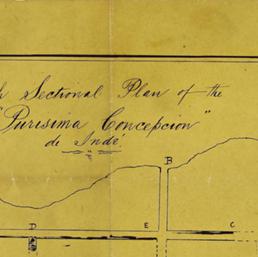 Sectional Plan of the
"Purisima Concepcion"
de Indé
B
D E C